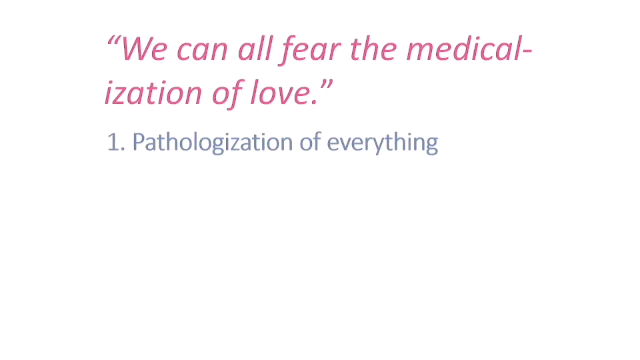 “We can all fear the medical-
ization of love.”
1. Pathologization of everything